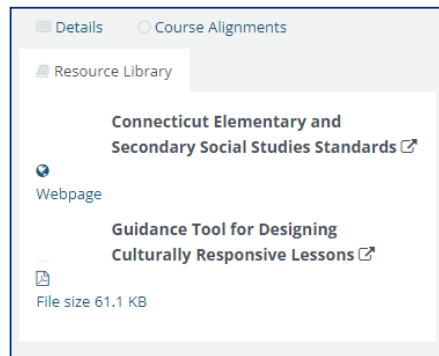 Details Course Alignments
Resource Library
Connecticut Elementary and
Secondary Social Studies Standards
Webpage
Guidance Tool for Designing
Culturally Responsive Lessons
File size 61.1 KB